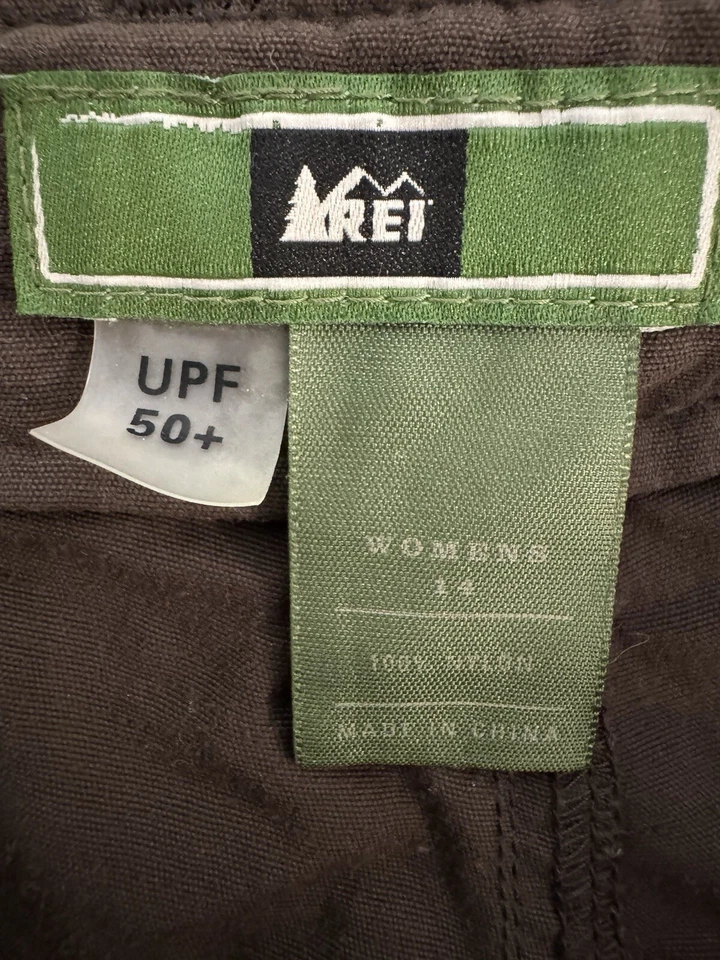 REI
UPF
50+
WOMENS
14
100% NYLON
MADE IN CHINA